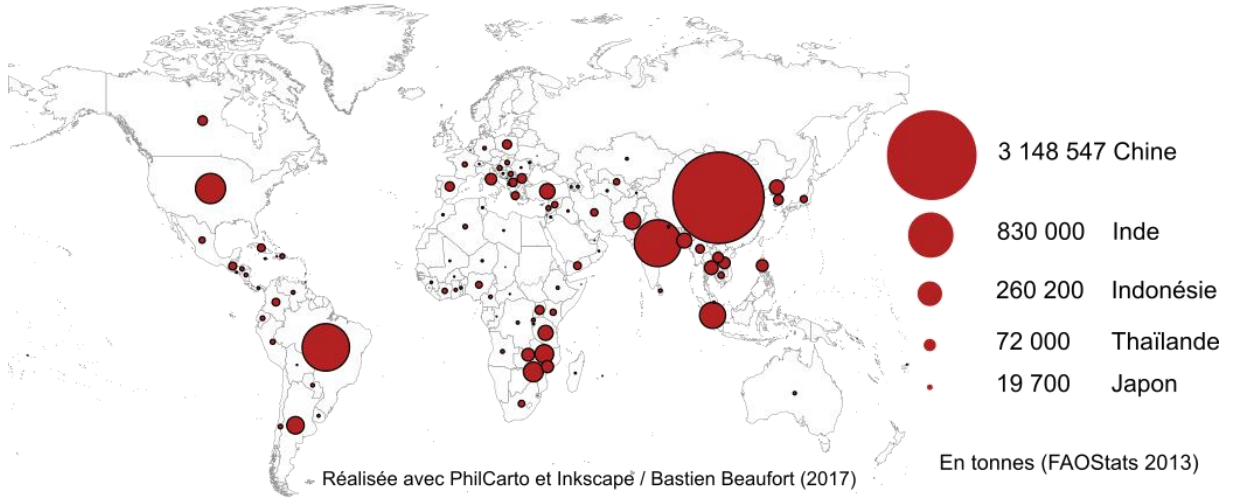 3 148 547 Chine
830 000 Inde
260 200 Indonésie
72 000 Thaïlande
19 700 Japon
En tonnes (FAOStats 2013)
Réalisée avec PhilCarto et Inkscape / Bastien Beaufort (2017)